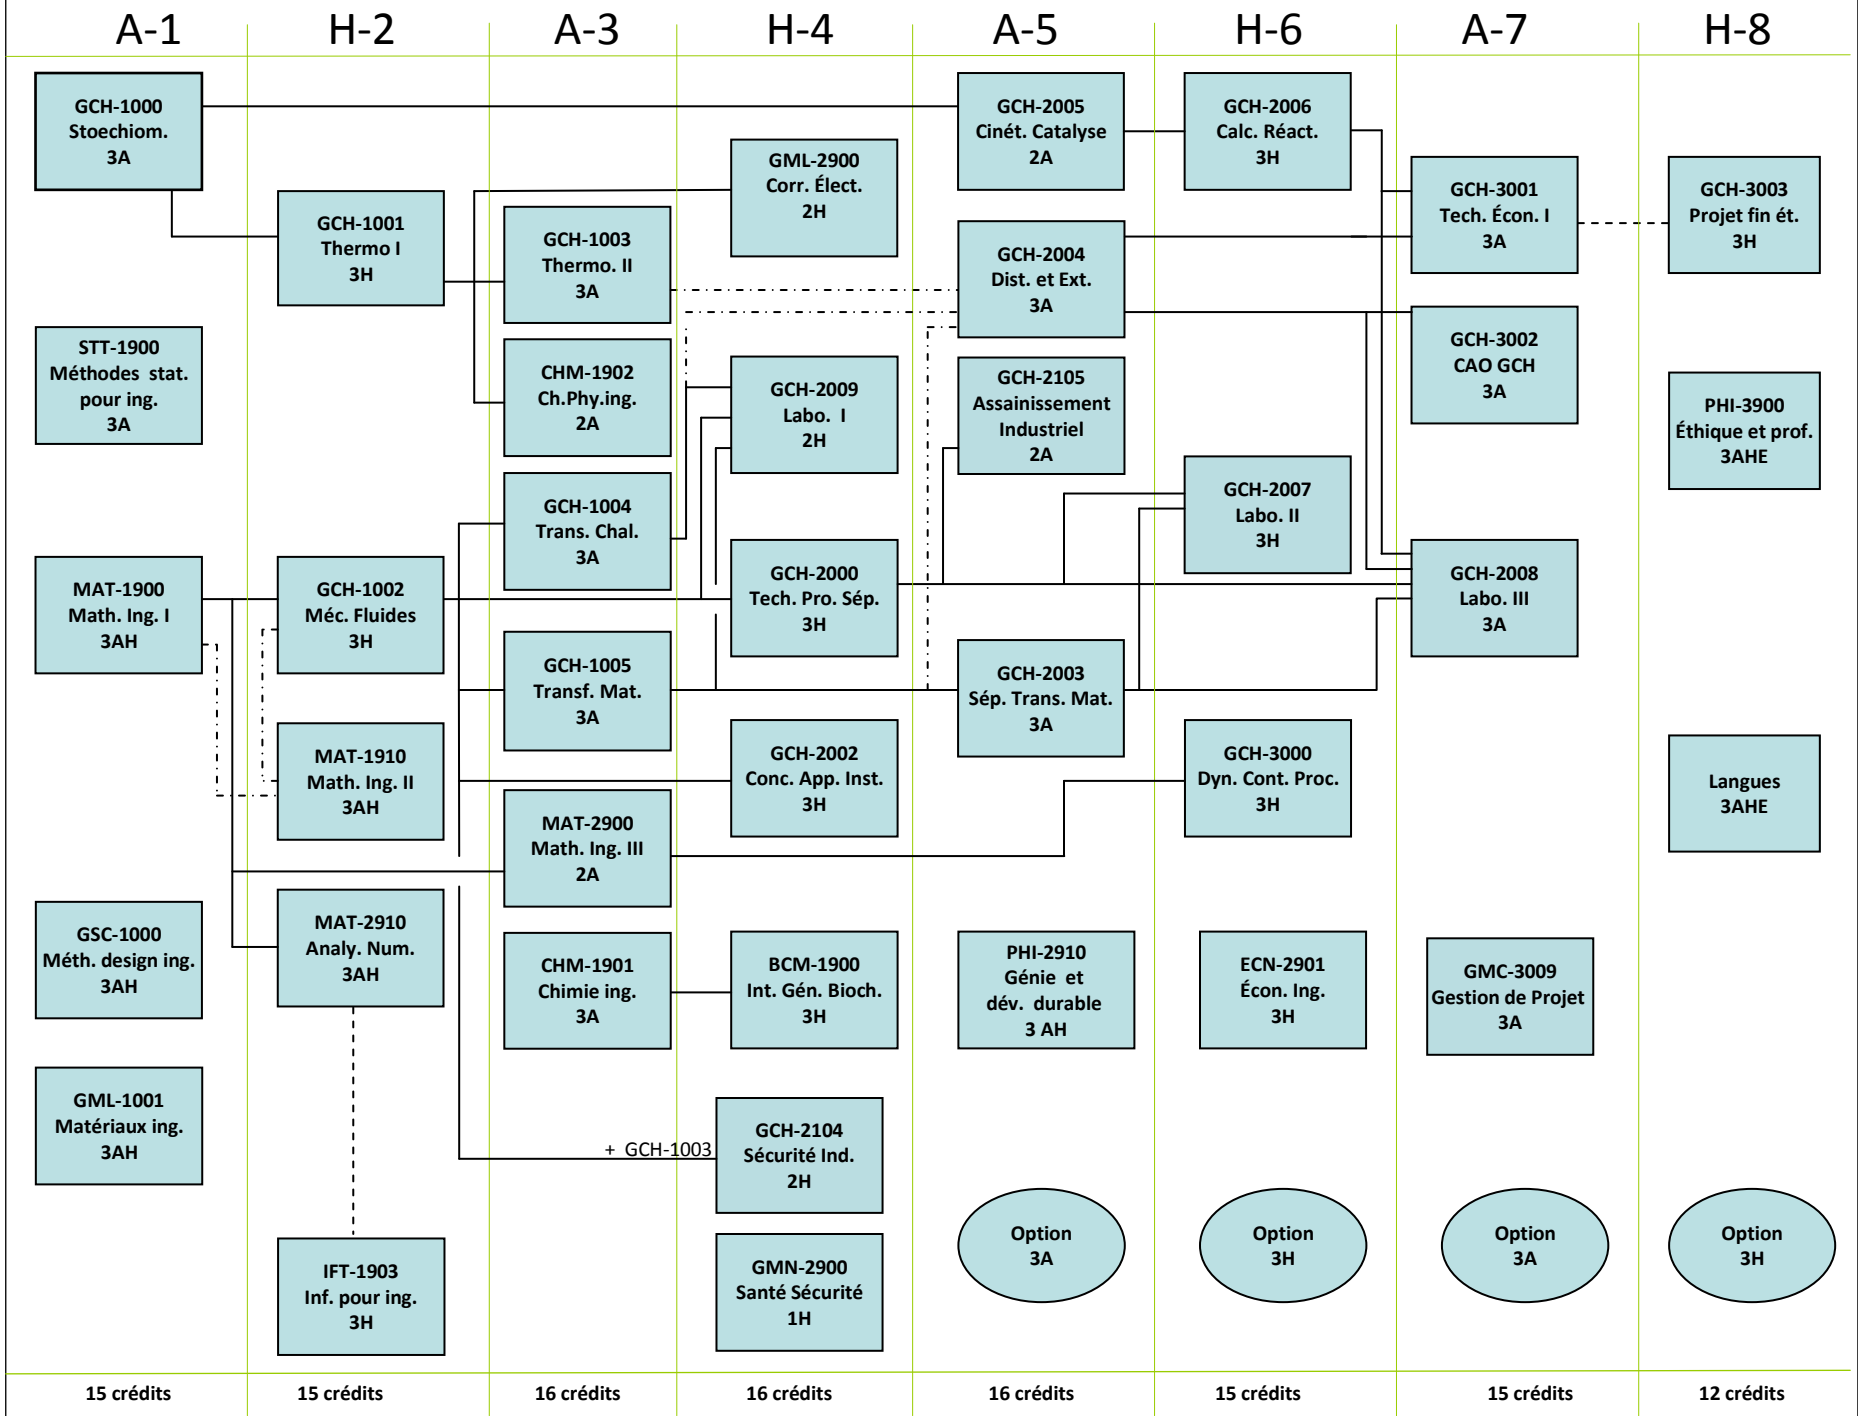 A-1
H-2
A-3
H-4
A-5
H-6
A-7
H-8
GCH-1000
Stoechiom.
3A
STT-1900
Méthodes stat.
pour ing.
3A
MAT-1900
Math. Ing. I
3AH
GSC-1000
Méth. design ing.
3AH
GML-1001
Matériaux ing.
3AH
GCH-1001
Thermo I
3H
GCH-1002
Méc. Fluides
3H
MAT-1910
Math. Ing. II
3AH
MAT-2910
Analy. Num.
3AH
IFT-1903
Inf. pour ing.
3H
GCH-1003
Thermo. II
3A
CHM-1902
Ch.Phy.ing.
2A
GCH-1004
Trans. Chal.
3A
GCH-1005
Transf. Mat.
3A
MAT-2900
Math. Ing. III
2A
CHM-1901
Chimie ing.
3A
+ GCH-1003
GML-2900
Corr. Élect.
2H
GCH-2009
Labo. I
2H
GCH-2000
Tech. Pro. Sép.
3H
GCH-2002
Conc. App. Inst.
3H
BCM-1900
Int. Gén. Bioch.
3H
GCH-2104
Sécurité Ind.
2H
GMN-2900
Santé Sécurité
1H
GCH-2005
Cinét. Catalyse
2A
GCH-2004
Dist. et Ext.
3A
GCH-2105
Assainissement
Industriel
2A
GCH-2003
Sép. Trans. Mat.
3A
PHI-2910
Génie et
dév. durable
3 AH
Option
3A
GCH-2006
Calc. Réact.
3H
GCH-2007
Labo. II
3H
GCH-3000
Dyn. Cont. Proc.
3H
ECN-2901
Écon. Ing.
3H
Option
3H
GCH-3001
Tech. Écon. I
3A
GCH-3002
CAO GCH
3A
GCH-2008
Labo. III
3A
GMC-3009
Gestion de Projet
3A
Option
3A
GCH-3003
Projet fin ét.
3H
PHI-3900
Éthique et prof.
3AHE
Langues
3AHE
Option
3H
15 crédits
15 crédits
16 crédits
16 crédits
16 crédits
15 crédits
15 crédits
12 crédits